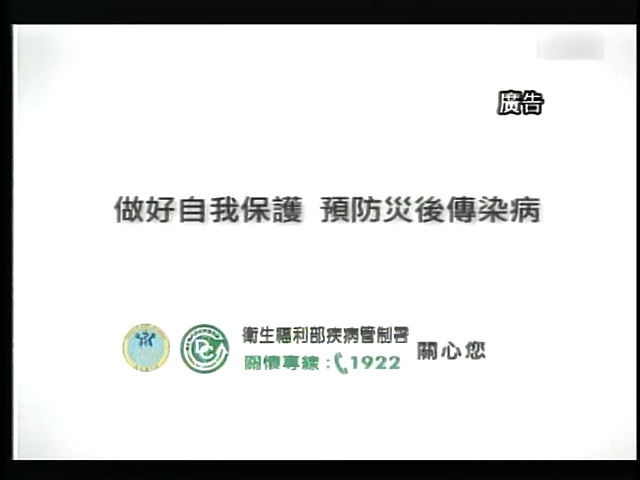 廣告
做好自我保護 預防災後傳染病
衛生福利部疾病管制署
關懷專線：1922
關心您